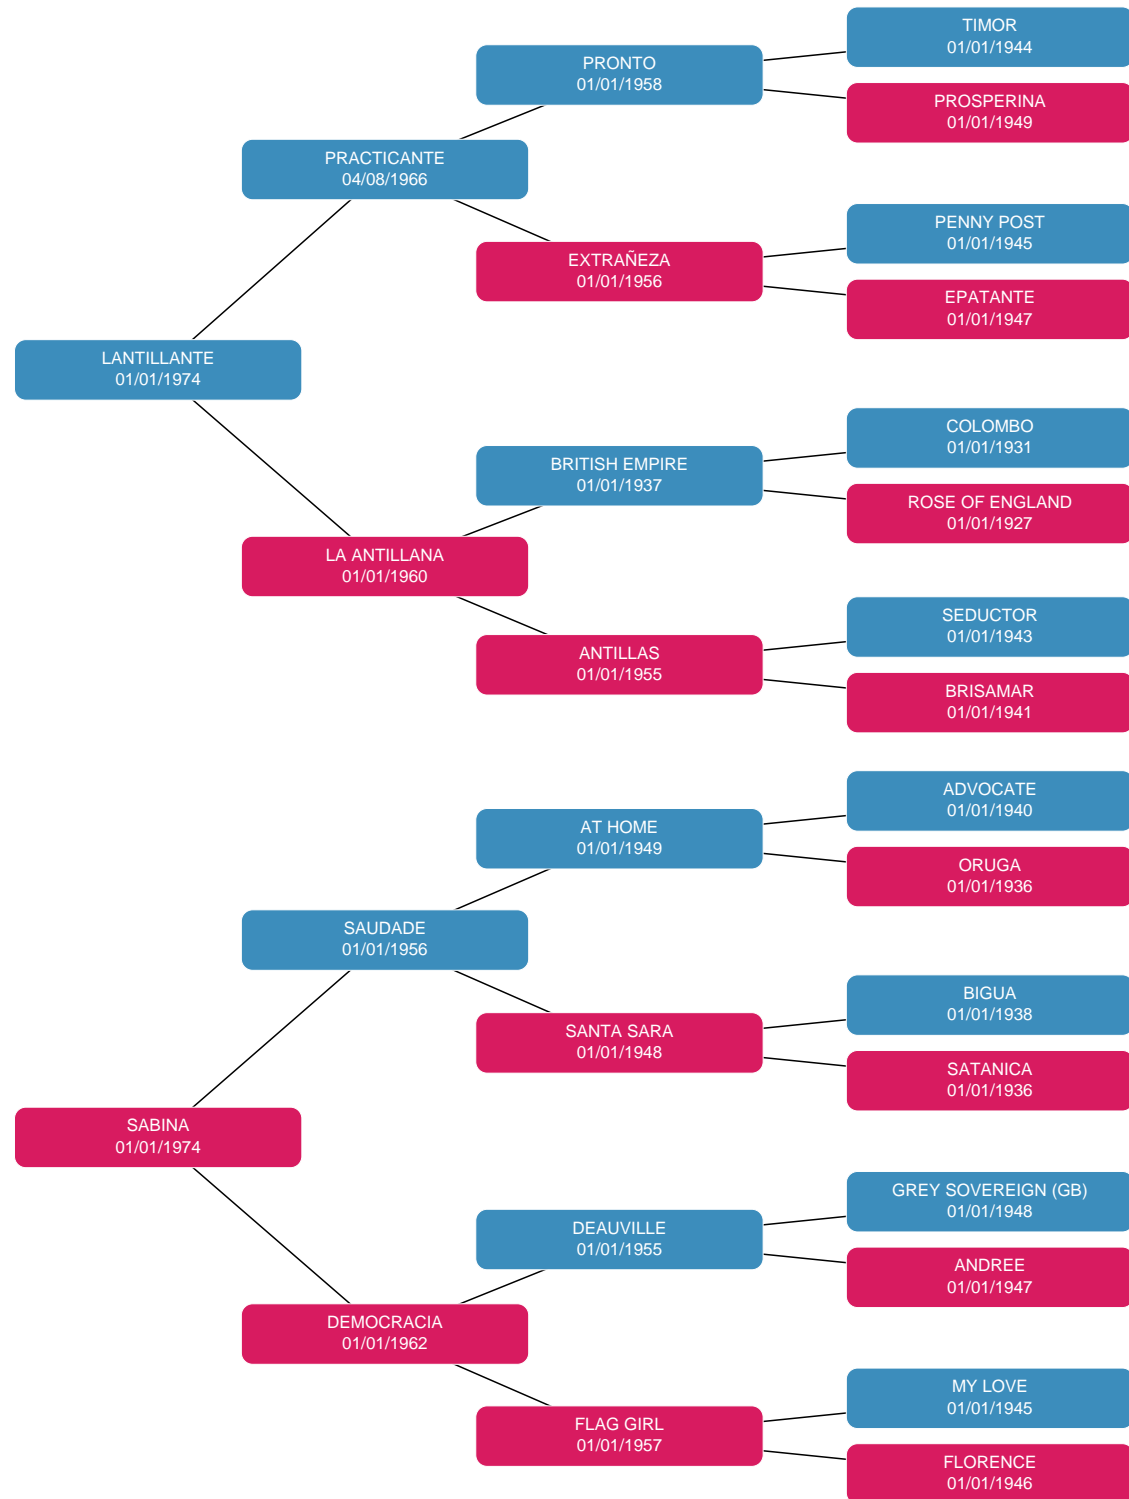 TIMOR
01/01/1944
PRONTO
01/01/1958
PROSPERINA
01/01/1949
PRACTICANTE
04/08/1966
PENNY POST
01/01/1945
EXTRAÑEZA
01/01/1956
EPATANTE
01/01/1947
LANTILLANTE
01/01/1974
COLOMBO
01/01/1931
BRITISH EMPIRE
01/01/1937
ROSE OF ENGLAND
01/01/1927
LA ANTILLANA
01/01/1960
SEDUCTOR
01/01/1943
ANTILLAS
01/01/1955
BRISAMAR
01/01/1941
ADVOCATE
01/01/1940
AT HOME
01/01/1949
ORUGA
01/01/1936
SAUDADE
01/01/1956
BIGUA
01/01/1938
SANTA SARA
01/01/1948
SATANICA
01/01/1936
SABINA
01/01/1974
GREY SOVEREIGN (GB)
01/01/1948
DEAUVILLE
01/01/1955
ANDREE
01/01/1947
DEMOCRACIA
01/01/1962
MY LOVE
01/01/1945
FLAG GIRL
01/01/1957
FLORENCE
01/01/1946